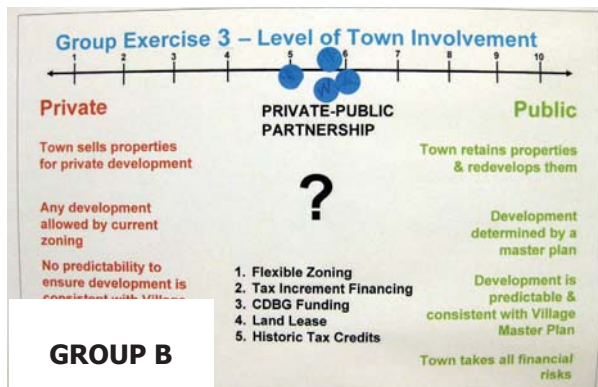 Group Exercise 3 – Level of Town Involvement
1 2 3 4 5 6 7 8 9 10
Private
PRIVATE-PUBLIC
PARTNERSHIP
Public
Town sells properties
for private development
Any development
allowed by current
zoning
No predictability to
ensure development is
consistent with Village
?
1. Flexible Zoning
2. Tax Increment Financing
3. CDBG Funding
4. Land Lease
5. Historic Tax Credits
Town retains properties
& redevelops them
Development
determined by a
master plan
Development is
predictable &
consistent with Village
Master Plan
Town takes all financial
risks
GROUP B